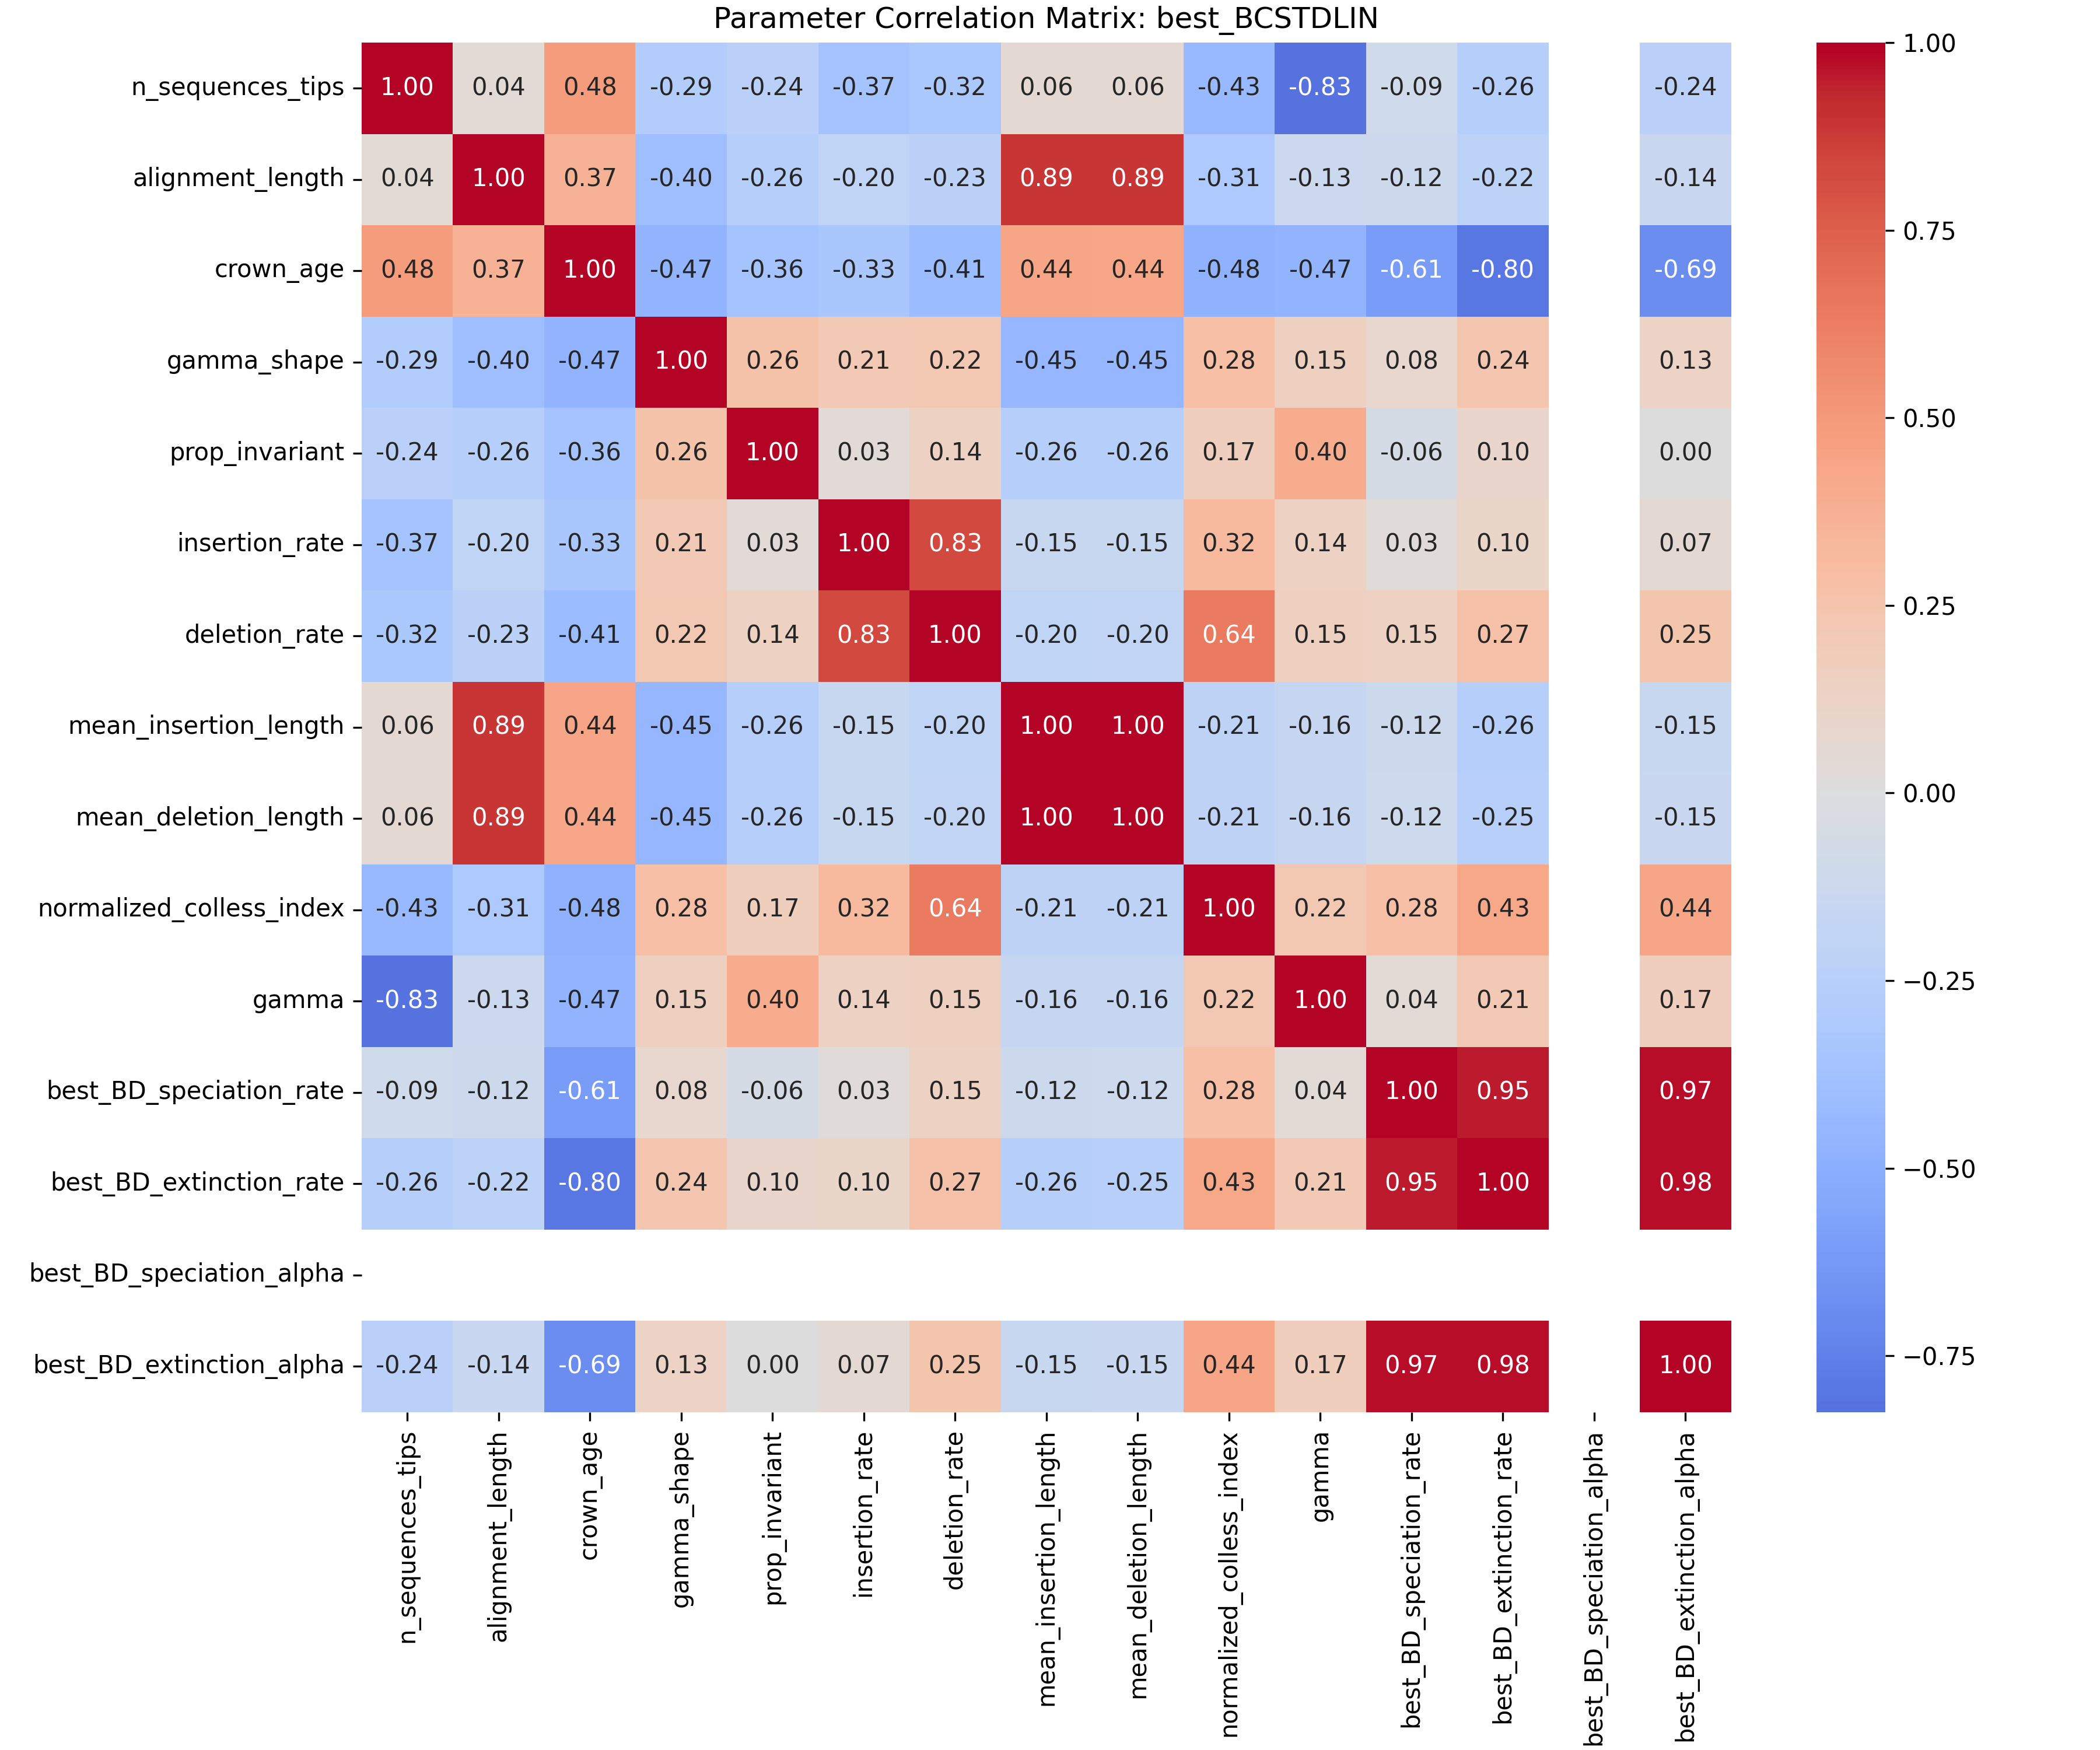 Parameter Correlation Matrix: best_BCSTDLIN
n_sequences_tips 1.00 0.04 0.48 -0.29 -0.24 -0.37 -0.32 0.06 0.06 -0.43 -0.83 -0.09 -0.26 -0.24
alignment_length 0.04 1.00 0.37 -0.40 -0.26 -0.20 -0.23 0.89 0.89 -0.31 -0.13 -0.12 -0.22 -0.14
crown_age 0.48 0.37 1.00 -0.47 -0.36 -0.33 -0.41 0.44 0.44 -0.48 -0.47 -0.61 -0.80 -0.69
gamma_shape -0.29 -0.40 -0.47 1.00 0.26 0.21 0.22 -0.45 -0.45 0.28 0.15 0.08 0.24 0.13
prop_invariant -0.24 -0.26 -0.36 0.26 1.00 0.03 0.14 -0.26 -0.26 0.17 0.40 -0.06 0.10 0.00
insertion_rate -0.37 -0.20 -0.33 0.21 0.03 1.00 0.83 -0.15 -0.15 0.32 0.14 0.03 0.10 0.07
deletion_rate -0.32 -0.23 -0.41 0.22 0.14 0.83 1.00 -0.20 -0.20 0.64 0.15 0.15 0.27 0.25
mean_insertion_length 0.06 0.89 0.44 -0.45 -0.26 -0.15 -0.20 1.00 1.00 -0.21 -0.16 -0.12 -0.26 -0.15
mean_deletion_length 0.06 0.89 0.44 -0.45 -0.26 -0.15 -0.20 1.00 1.00 -0.21 -0.16 -0.12 -0.25 -0.15
normalized_colless_index -0.43 -0.31 -0.48 0.28 0.17 0.32 0.64 -0.21 -0.21 1.00 0.22 0.28 0.43 0.44
gamma -0.83 -0.13 -0.47 0.15 0.40 0.14 0.15 -0.16 -0.16 0.22 1.00 0.04 0.21 0.17
best_BD_speciation_rate -0.09 -0.12 -0.61 0.08 -0.06 0.03 0.15 -0.12 -0.12 0.28 0.04 1.00 0.95 0.97
best_BD_extinction_rate -0.26 -0.22 -0.80 0.24 0.10 0.10 0.27 -0.26 -0.25 0.43 0.21 0.95 1.00 0.98
best_BD_speciation_alpha
best_BD_extinction_alpha -0.24 -0.14 -0.69 0.13 0.00 0.07 0.25 -0.15 -0.15 0.44 0.17 0.97 0.98 1.00
n_sequences_tips
alignment_length
crown_age
gamma_shape
prop_invariant
insertion_rate
deletion_rate
mean_insertion_length
mean_deletion_length
normalized_colless_index
gamma
best_BD_speciation_rate
best_BD_extinction_rate
best_BD_speciation_alpha
best_BD_extinction_alpha
1.00
0.75
0.50
0.25
0.00
−0.25
−0.50
−0.75